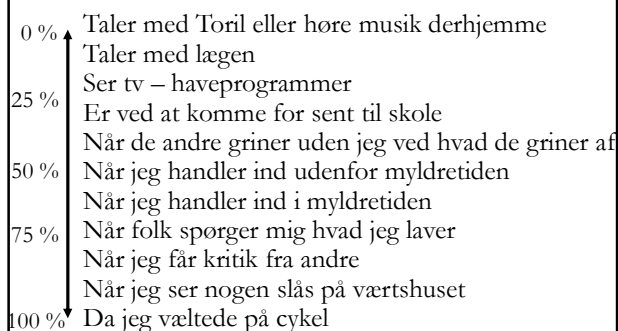 0 % Taler med Toril eller høre musik derhjemme
Taler med lægen
Ser tv – haveprogrammer
25 %
Er ved at komme for sent til skole
Når de andre griner uden jeg ved hvad de griner af
50 % Når jeg handler ind udenfor myldretiden
Når jeg handler ind i myldretiden
75 % Når folk spørger mig hvad jeg laver
Når jeg får kritik fra andre
Når jeg ser nogen slås på værtshuset
100 % Da jeg væltede på cykel